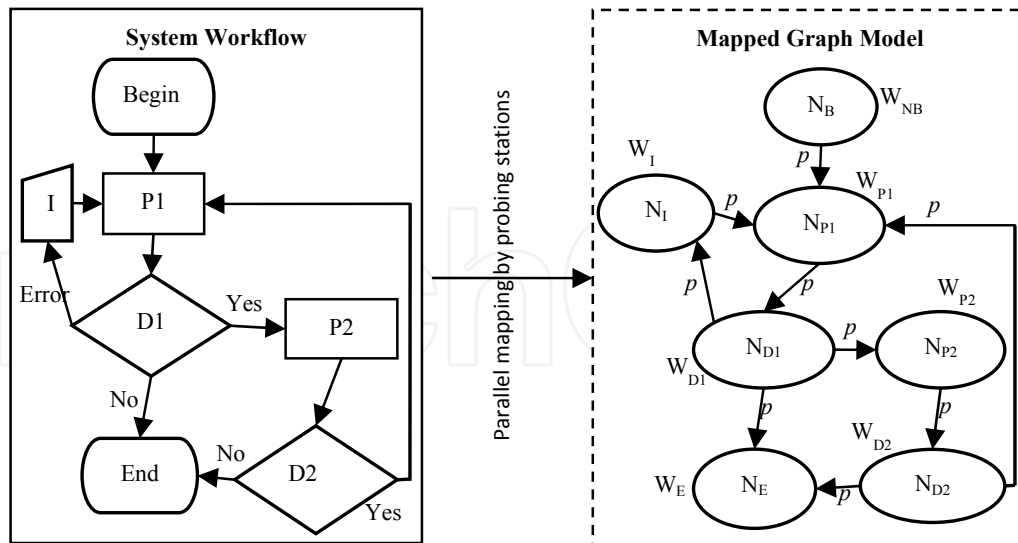 System Workflow
Begin
I
P1
Error
D1
Yes
P2
No
End
No
D2
Yes
Parallel mapping by probing stations
Mapped Graph Model
N_B
W_NB
p
W_I
N_I
p
N_P1
W_P1
p
p
p
N_D1
W_D1
p
N_P2
W_P2
p
p
W_D2
W_E
N_E
p
N_D2